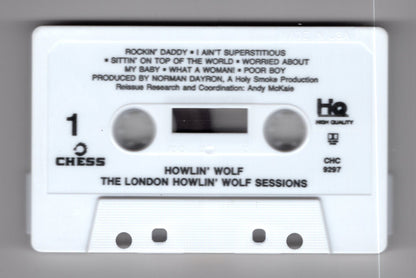 ROCKIN' DADDY • I AIN'T SUPERSTITIOUS
• SITTIN' ON TOP OF THE WORLD • WORRIED ABOUT
MY BABY • WHAT A WOMAN! • POOR BOY
PRODUCED BY NORMAN DAYRON, A Holy Smoke Production
Reissue Research and Coordination: Andy McKaie
1
CHESS
HQ
HIGH QUALITY
CHC
9297
HOWLIN' WOLF
THE LONDON HOWLIN' WOLF SESSIONS